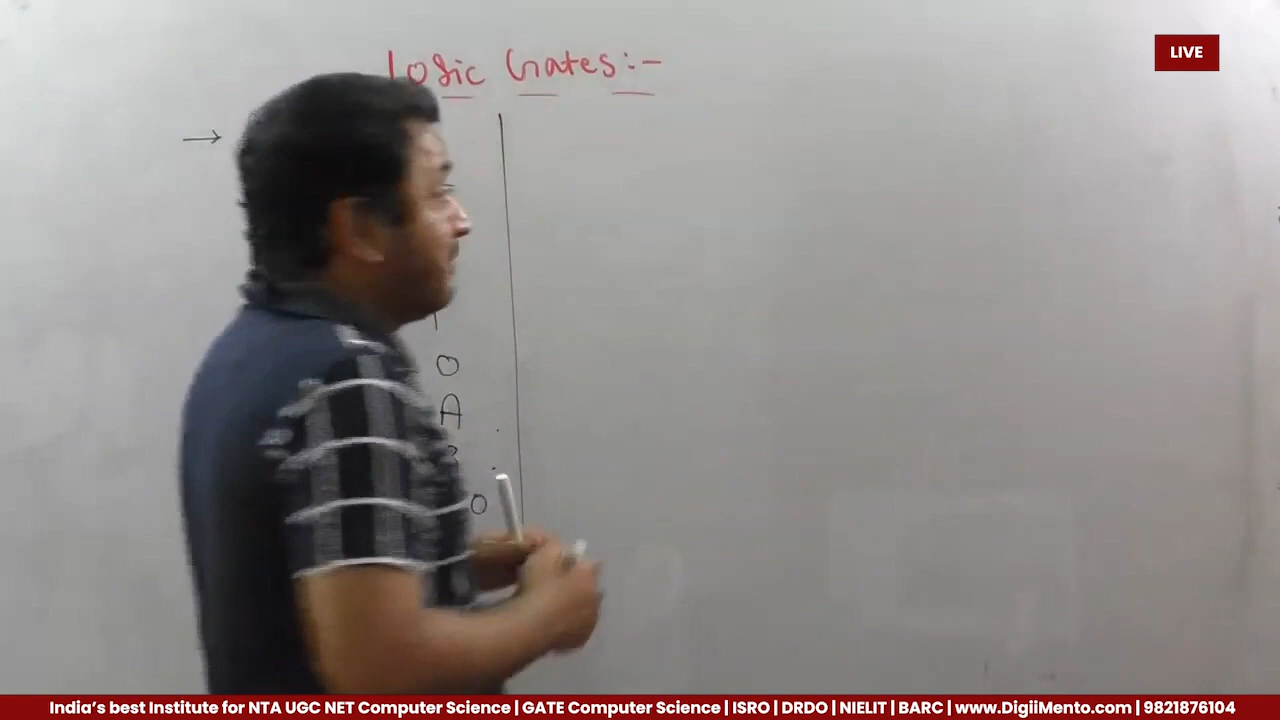 LIVE
Logic Gates:-
→
1
O
A
O
India's best Institute for NTA UGC NET Computer Science | GATE Computer Science | ISRO | DRDO | NIELIT | BARC | www.DigiiMento.com | 9821876104